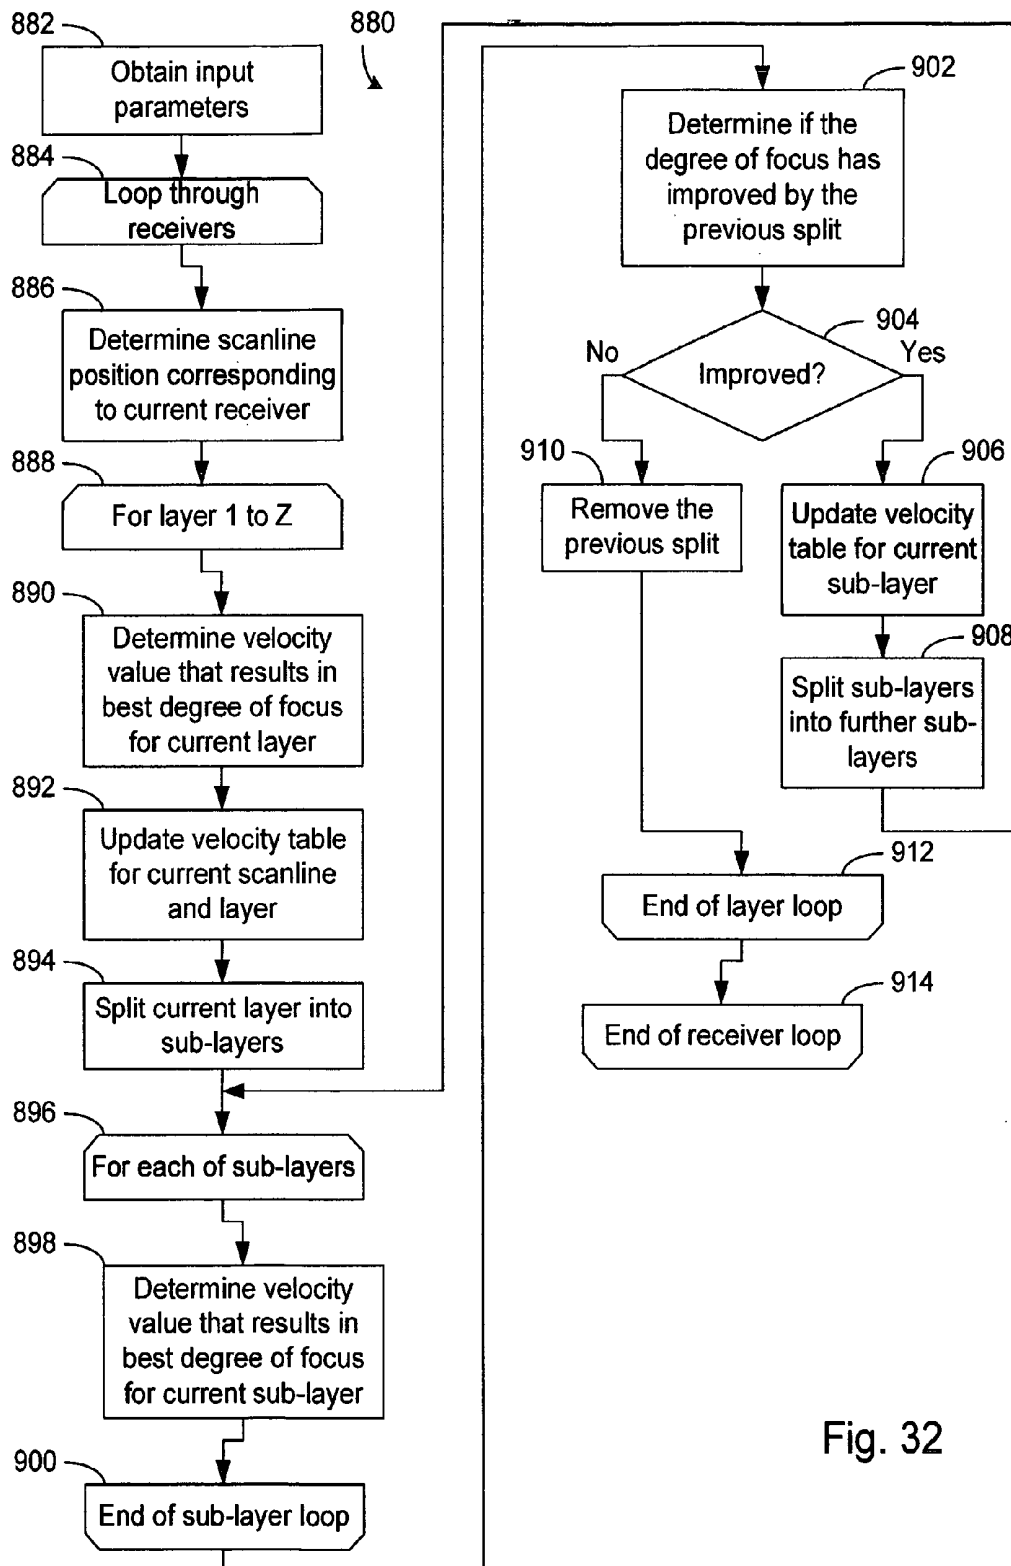 882
880
Obtain input
parameters
884
Loop through
receivers
886
Determine scanline
position corresponding
to current receiver
888
For layer 1 to Z
890
Determine velocity
value that results in
best degree of focus
for current layer
892
Update velocity table
for current scanline
and layer
894
Split current layer into
sub-layers
896
For each of sub-layers
898
Determine velocity
value that results in
best degree of focus
for current sub-layer
900
End of sub-layer loop
902
Determine if the
degree of focus has
improved by the
previous split
904
No
Yes
Improved?
910
Remove the
previous split
906
Update velocity
table for current
sub-layer
908
Split sub-layers
into further sub-
layers
912
End of layer loop
914
End of receiver loop
Fig. 32